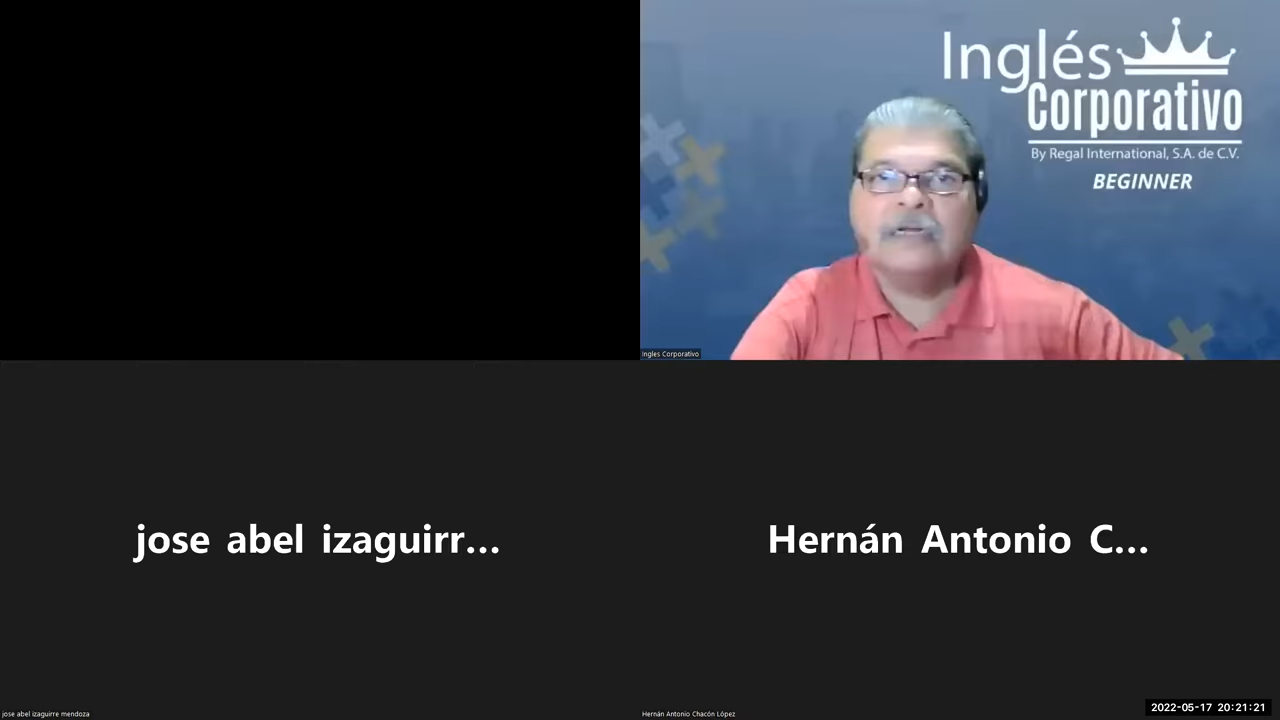 Inglés
Corporativo
By Regal International, S.A. de C.V.
BEGINNER
Ingles Corporativo
jose abel izaguirr...
Hernán Antonio C...
jose abel izaguirre mendoza
Hernán Antonio Chacón López
2022-05-17 20:21:21